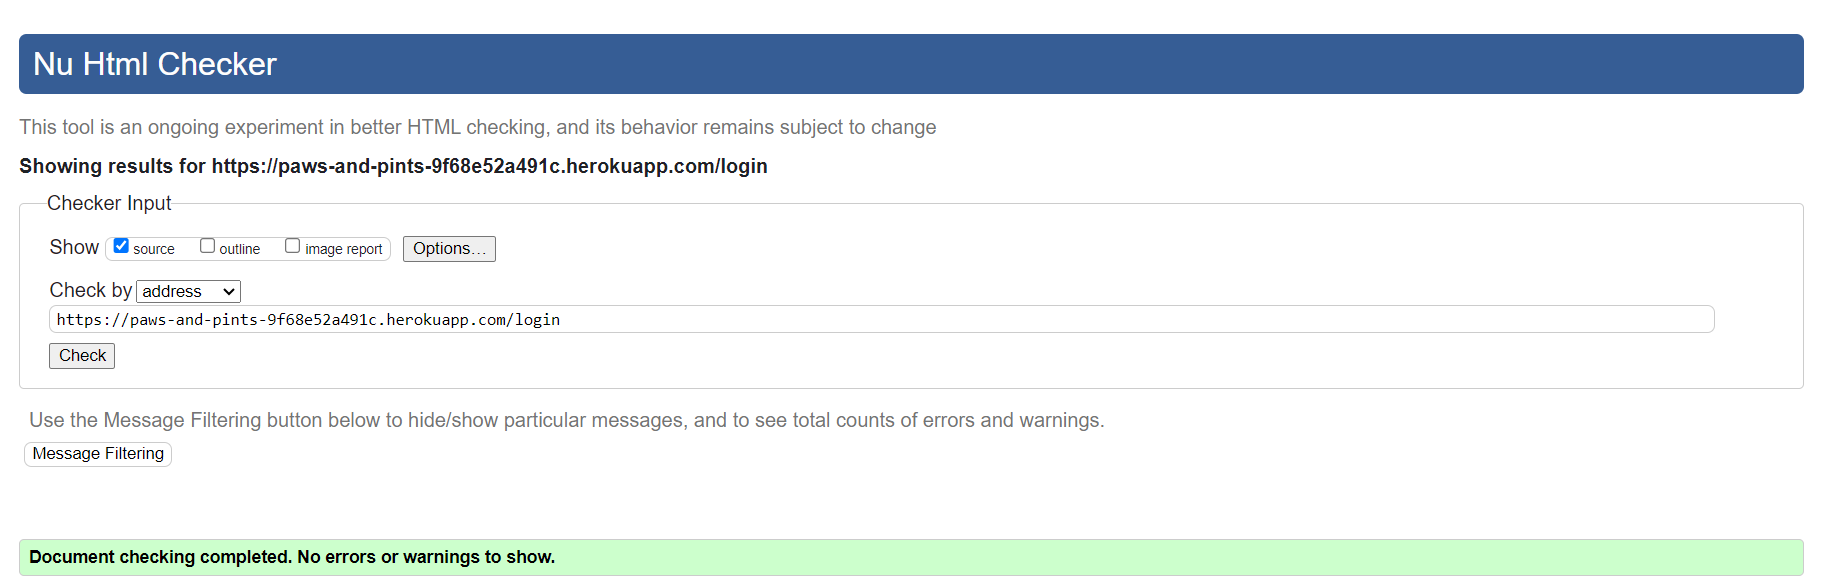 Nu Html Checker
This tool is an ongoing experiment in better HTML checking, and its behavior remains subject to change
Showing results for https://paws-and-pints-9f68e52a491c.herokuapp.com/login
Checker Input
Show source outline image report Options...
Check by address
https://paws-and-pints-9f68e52a491c.herokuapp.com/login
Check
Use the Message Filtering button below to hide/show particular messages, and to see total counts of errors and warnings.
Message Filtering
Document checking completed. No errors or warnings to show.